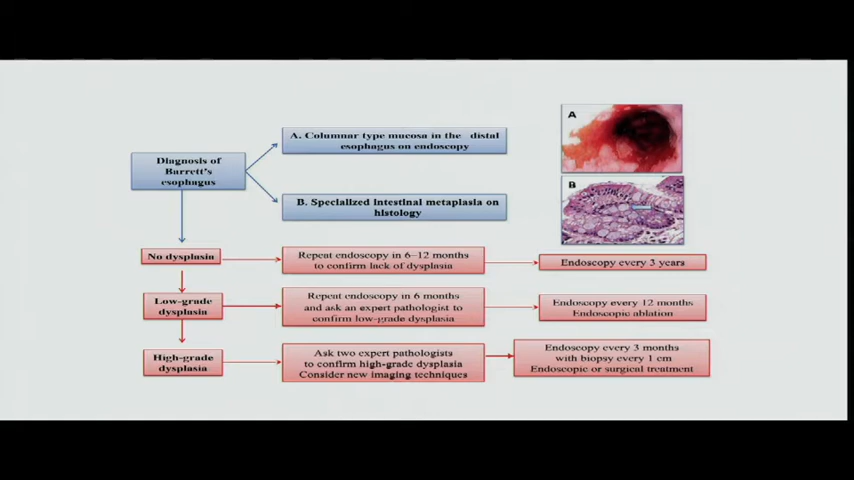 Diagnosis of
Barrett's
esophagus
A. Columnar type mucosa in the distal
esophagus on endoscopy
B. Specialized intestinal metaplasia on
histology
A
B
No dysplasia
Repeat endoscopy in 6–12 months
to confirm lack of dysplasia
Endoscopy every 3 years
Low-grade
dysplasia
Repeat endoscopy in 6 months
and ask an expert pathologist to
confirm low-grade dysplasia
Endoscopy every 12 months
Endoscopic ablation
High-grade
dysplasia
Ask two expert pathologists
to confirm high-grade dysplasia
Consider new imaging techniques
Endoscopy every 3 months
with biopsy every 1 cm
Endoscopic or surgical treatment